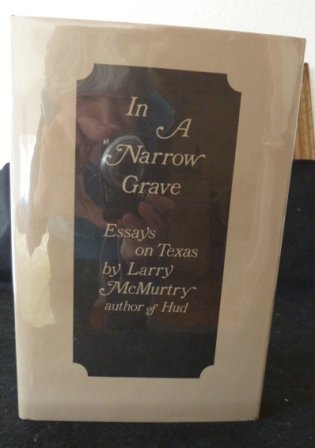 In
A
Narrow
Grave
Essays
on Texas
by Larry
McMurtry
author of Hud